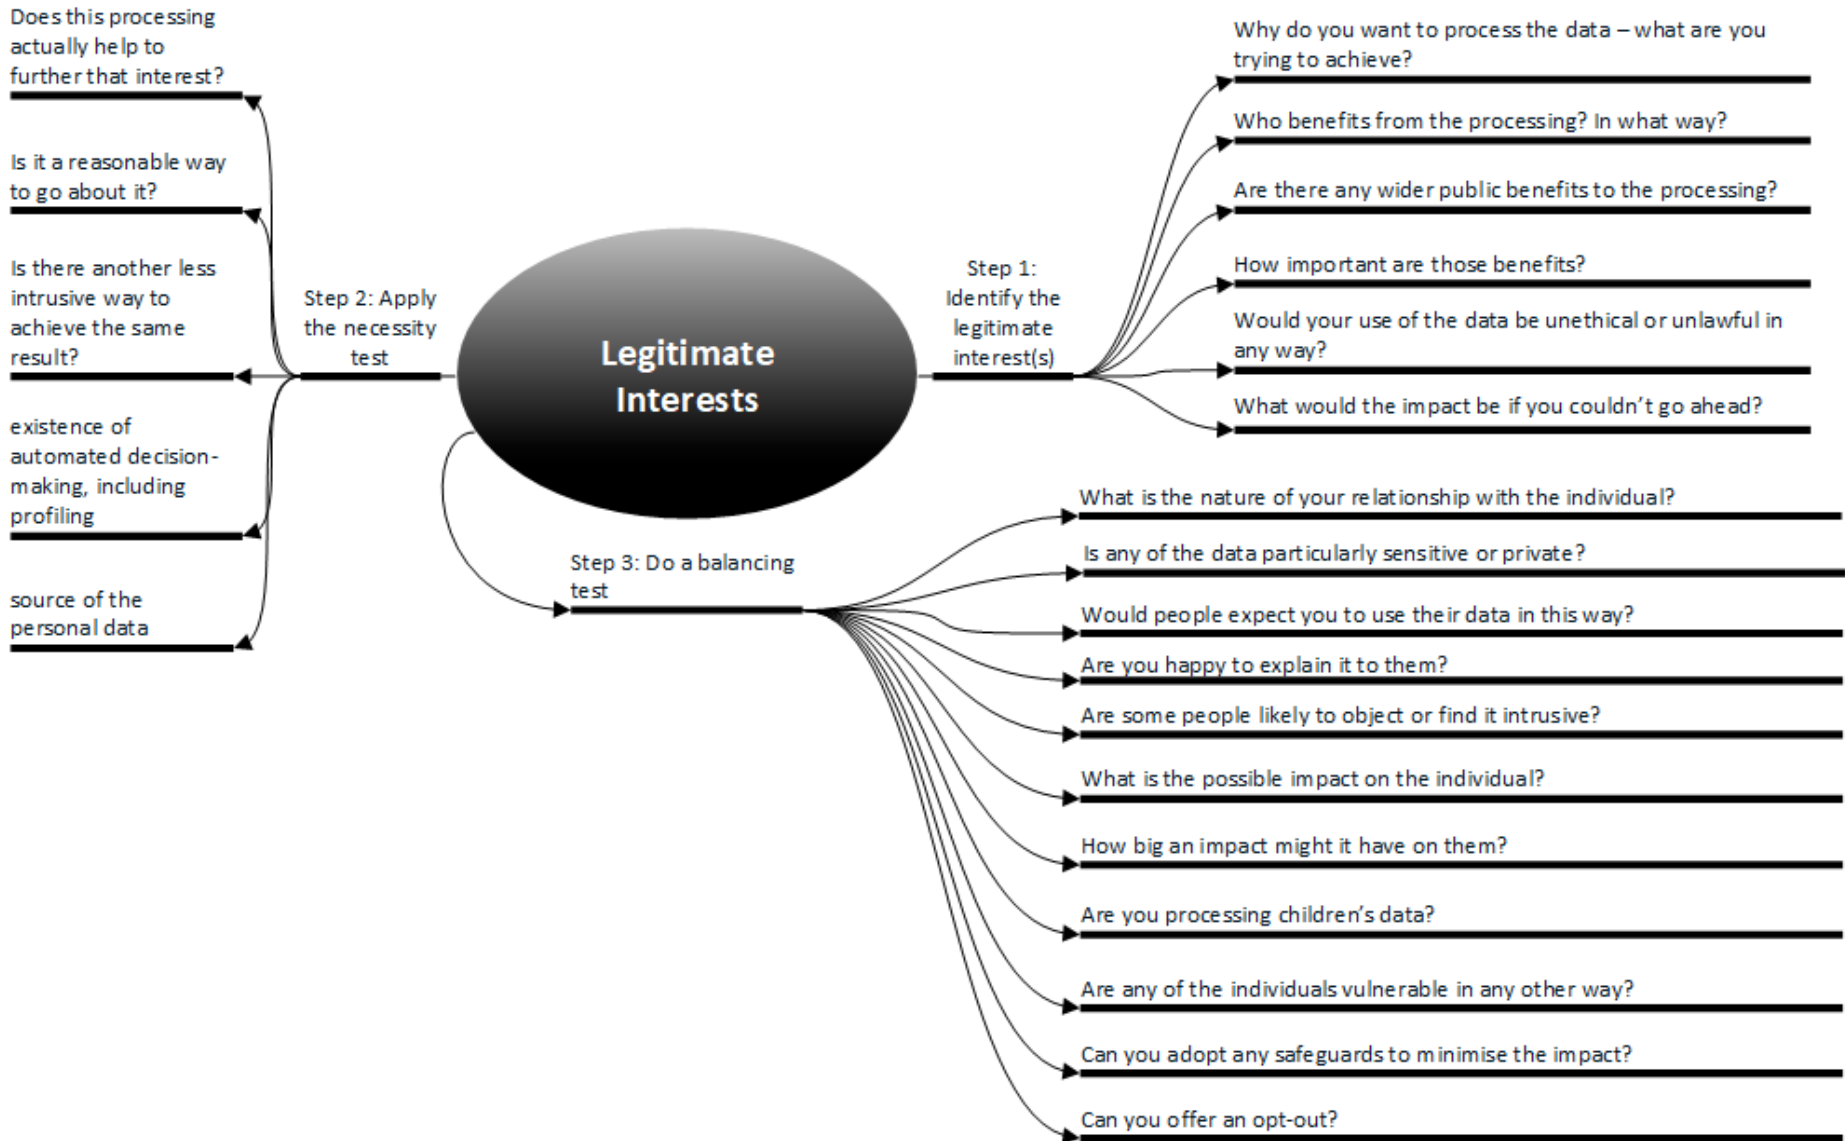 Legitimate
Interests
Step 1:
Identify the
legitimate
interest(s)
Why do you want to process the data – what are you
trying to achieve?
Who benefits from the processing? In what way?
Are there any wider public benefits to the processing?
How important are those benefits?
Would your use of the data be unethical or unlawful in
any way?
What would the impact be if you couldn’t go ahead?
Step 2: Apply
the necessity
test
Does this processing
actually help to
further that interest?
Is it a reasonable way
to go about it?
Is there another less
intrusive way to
achieve the same
result?
existence of
automated decision-
making, including
profiling
source of the
personal data
Step 3: Do a balancing
test
What is the nature of your relationship with the individual?
Is any of the data particularly sensitive or private?
Would people expect you to use their data in this way?
Are you happy to explain it to them?
Are some people likely to object or find it intrusive?
What is the possible impact on the individual?
How big an impact might it have on them?
Are you processing children’s data?
Are any of the individuals vulnerable in any other way?
Can you adopt any safeguards to minimise the impact?
Can you offer an opt-out?